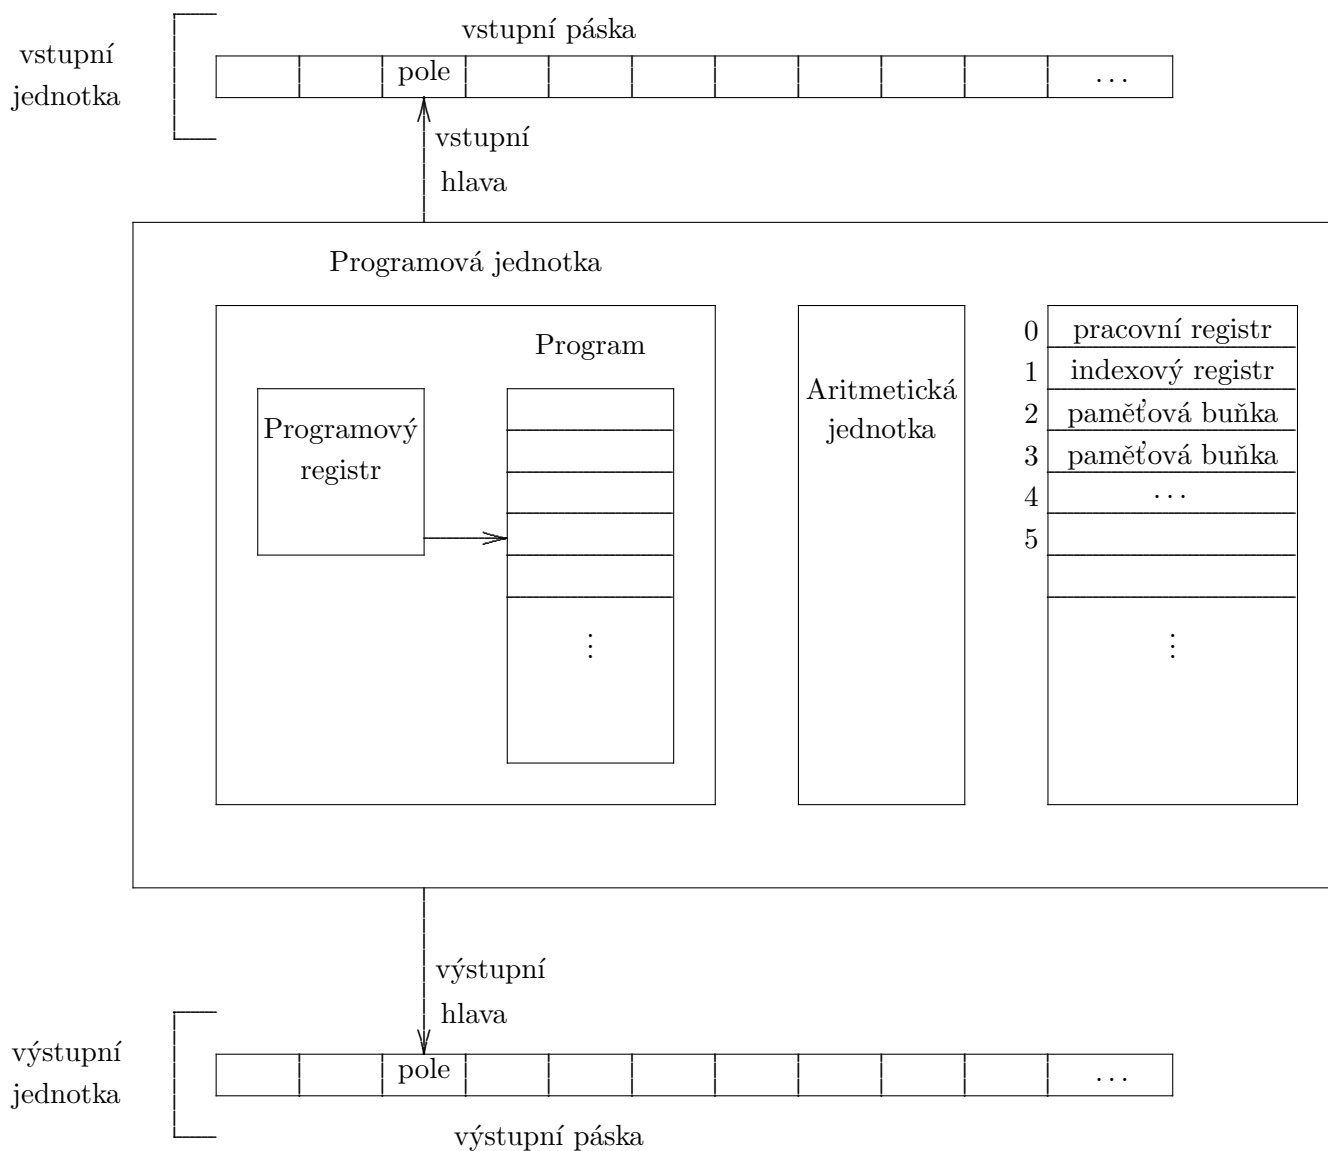 vstupní páska
vstupní
jednotka
pole
...
vstupní
hlava
Programová jednotka
Program
Programový
registr
⋮
Aritmetická
jednotka
0 pracovní registr
1 indexový registr
2 paměťová buňka
3 paměťová buňka
4 ...
5
⋮
výstupní
hlava
výstupní
jednotka
pole
...
výstupní páska